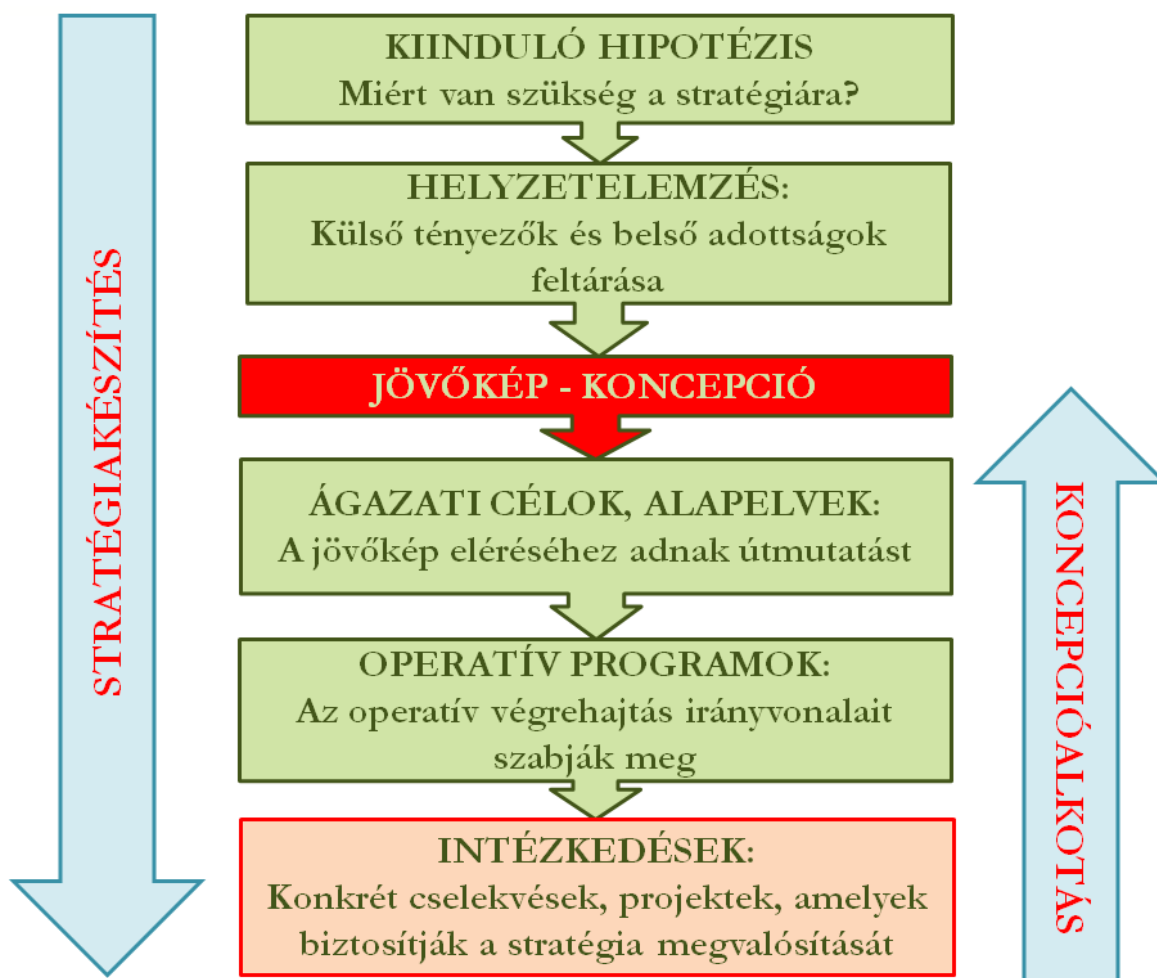 KIINDULÓ HIPOTÉZIS
Miért van szükség a stratégiára?
HELYZETELEMZÉS:
Külső tényezők és belső adottságok
feltárása
JÖVŐKÉP - KONCEPCIÓ
ÁGAZATI CÉLOK, ALAPELVEK:
A jövőkép eléréséhez adnak útmutatást
OPERATÍV PROGRAMOK:
Az operatív végrehajtás irányvonalait
szabják meg
INTÉZKEDÉSEK:
Konkrét cselekvések, projektek, amelyek
biztosítják a stratégia megvalósítását
STRATÉGIAKÉSZÍTÉS
KONCEPCIÓALKOTÁS